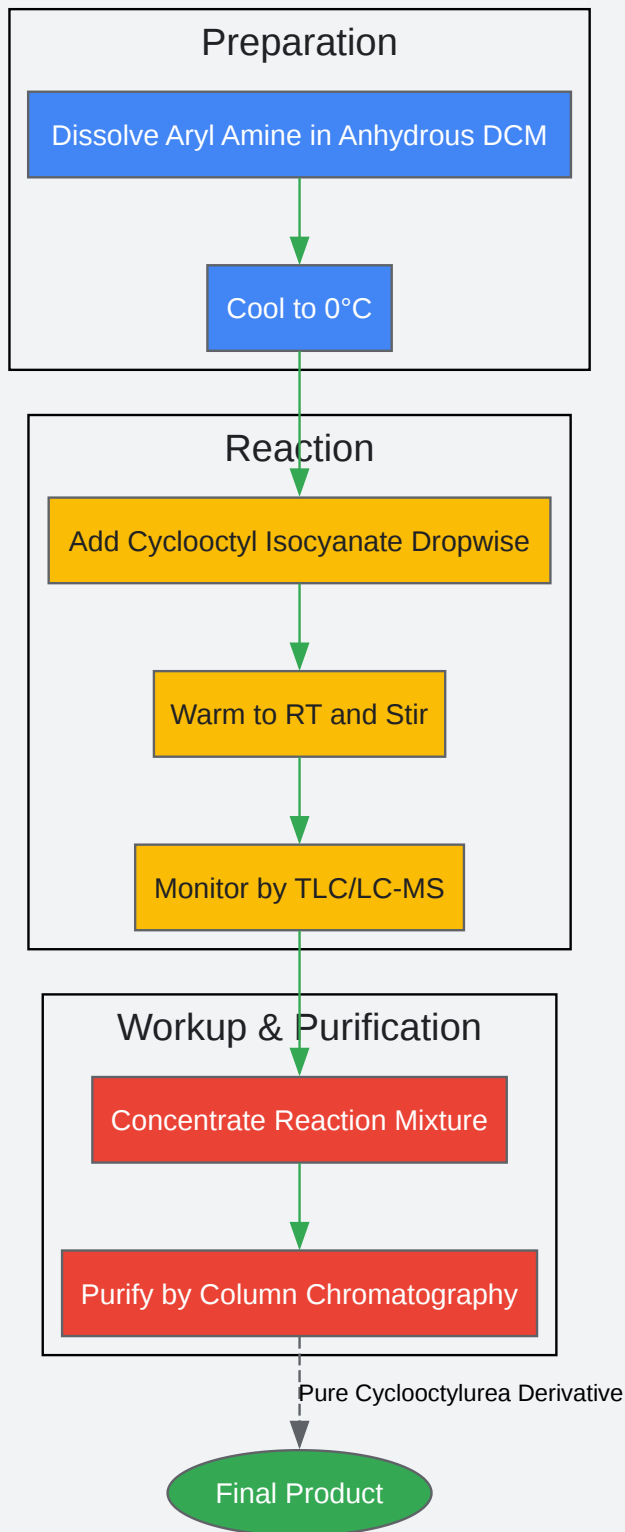 Preparation
Dissolve Aryl Amine in Anhydrous DCM
Cool to 0°C
Reaction
Add Cyclooctyl Isocyanate Dropwise
Warm to RT and Stir
Monitor by TLC/LC-MS
Workup & Purification
Concentrate Reaction Mixture
Purify by Column Chromatography
Pure Cyclooctylurea Derivative
Final Product